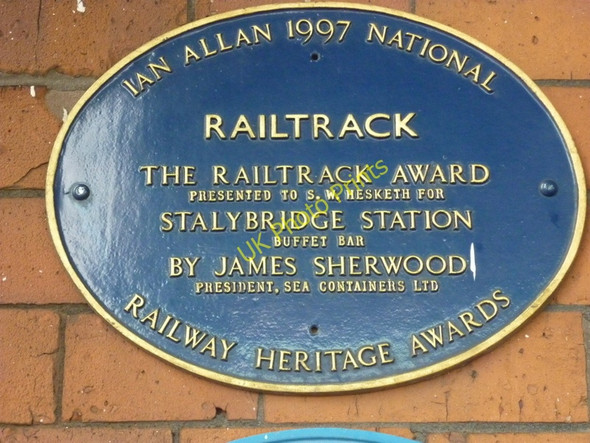 IAN ALLAN 1997 NATIONAL
RAILTRACK
THE RAILTRACK AWARD
PRESENTED TO S. W. HESKETH FOR
STALYBRIDGE STATION
BUFFET BAR
BY JAMES SHERWOOD
PRESIDENT, SEA CONTAINERS LTD
RAILWAY HERITAGE AWARDS
UK Photo Prints